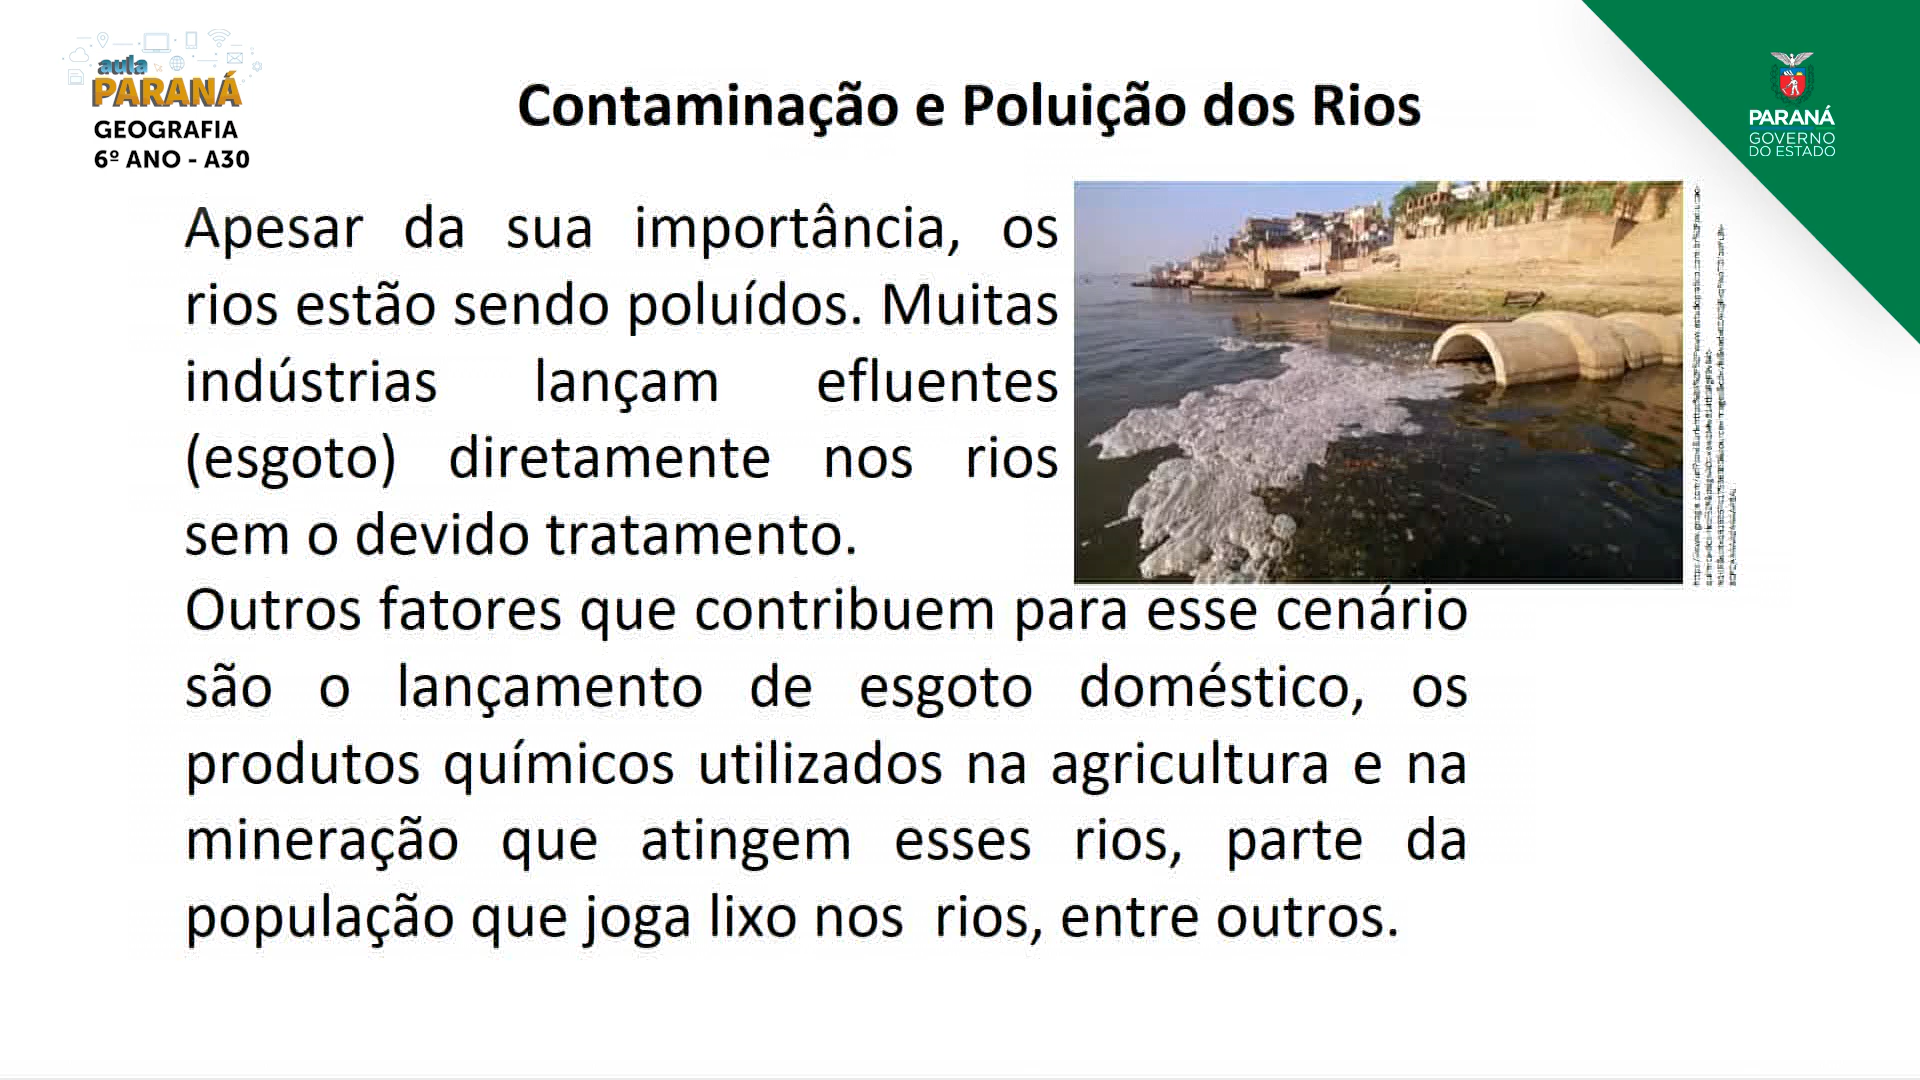 aula
PARANÁ
GEOGRAFIA
6º ANO - A30
Contaminação e Poluição dos Rios
PARANÁ
GOVERNO
DO ESTADO
Apesar da sua importância, os
rios estão sendo poluídos. Muitas
indústrias lançam efluentes
(esgoto) diretamente nos rios
sem o devido tratamento.
Outros fatores que contribuem para esse cenário
são o lançamento de esgoto doméstico, os
produtos químicos utilizados na agricultura e na
mineração que atingem esses rios, parte da
população que joga lixo nos rios, entre outros.